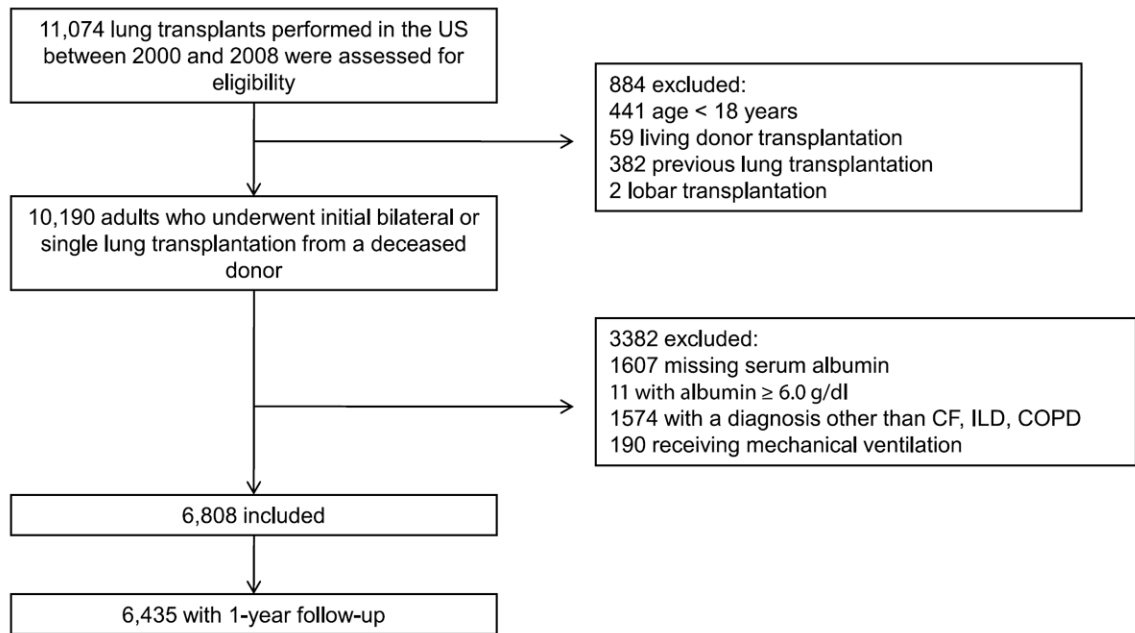 11,074 lung transplants performed in the US
between 2000 and 2008 were assessed for
eligibility
884 excluded:
441 age < 18 years
59 living donor transplantation
382 previous lung transplantation
2 lobar transplantation
10,190 adults who underwent initial bilateral or
single lung transplantation from a deceased
donor
3382 excluded:
1607 missing serum albumin
11 with albumin ≥ 6.0 g/dl
1574 with a diagnosis other than CF, ILD, COPD
190 receiving mechanical ventilation
6,808 included
6,435 with 1-year follow-up